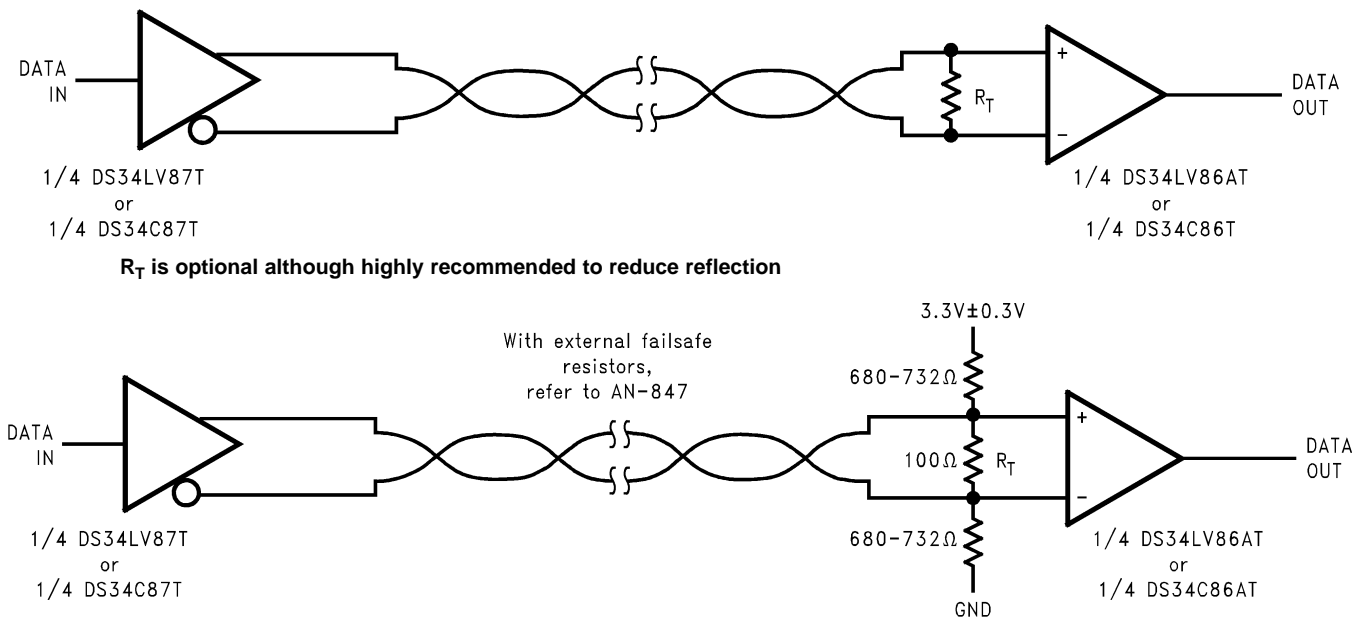 DATA
IN
+
−
R_T
DATA
OUT
1/4 DS34LV87T
or
1/4 DS34C87T
1/4 DS34LV86AT
or
1/4 DS34C86T
R_T is optional although highly recommended to reduce reflection
3.3V±0.3V
With external failsafe
resistors,
refer to AN-847
680-732Ω
DATA
IN
+
100Ω R_T
−
DATA
OUT
680-732Ω
1/4 DS34LV87T
or
1/4 DS34C87T
1/4 DS34LV86AT
or
1/4 DS34C86AT
GND